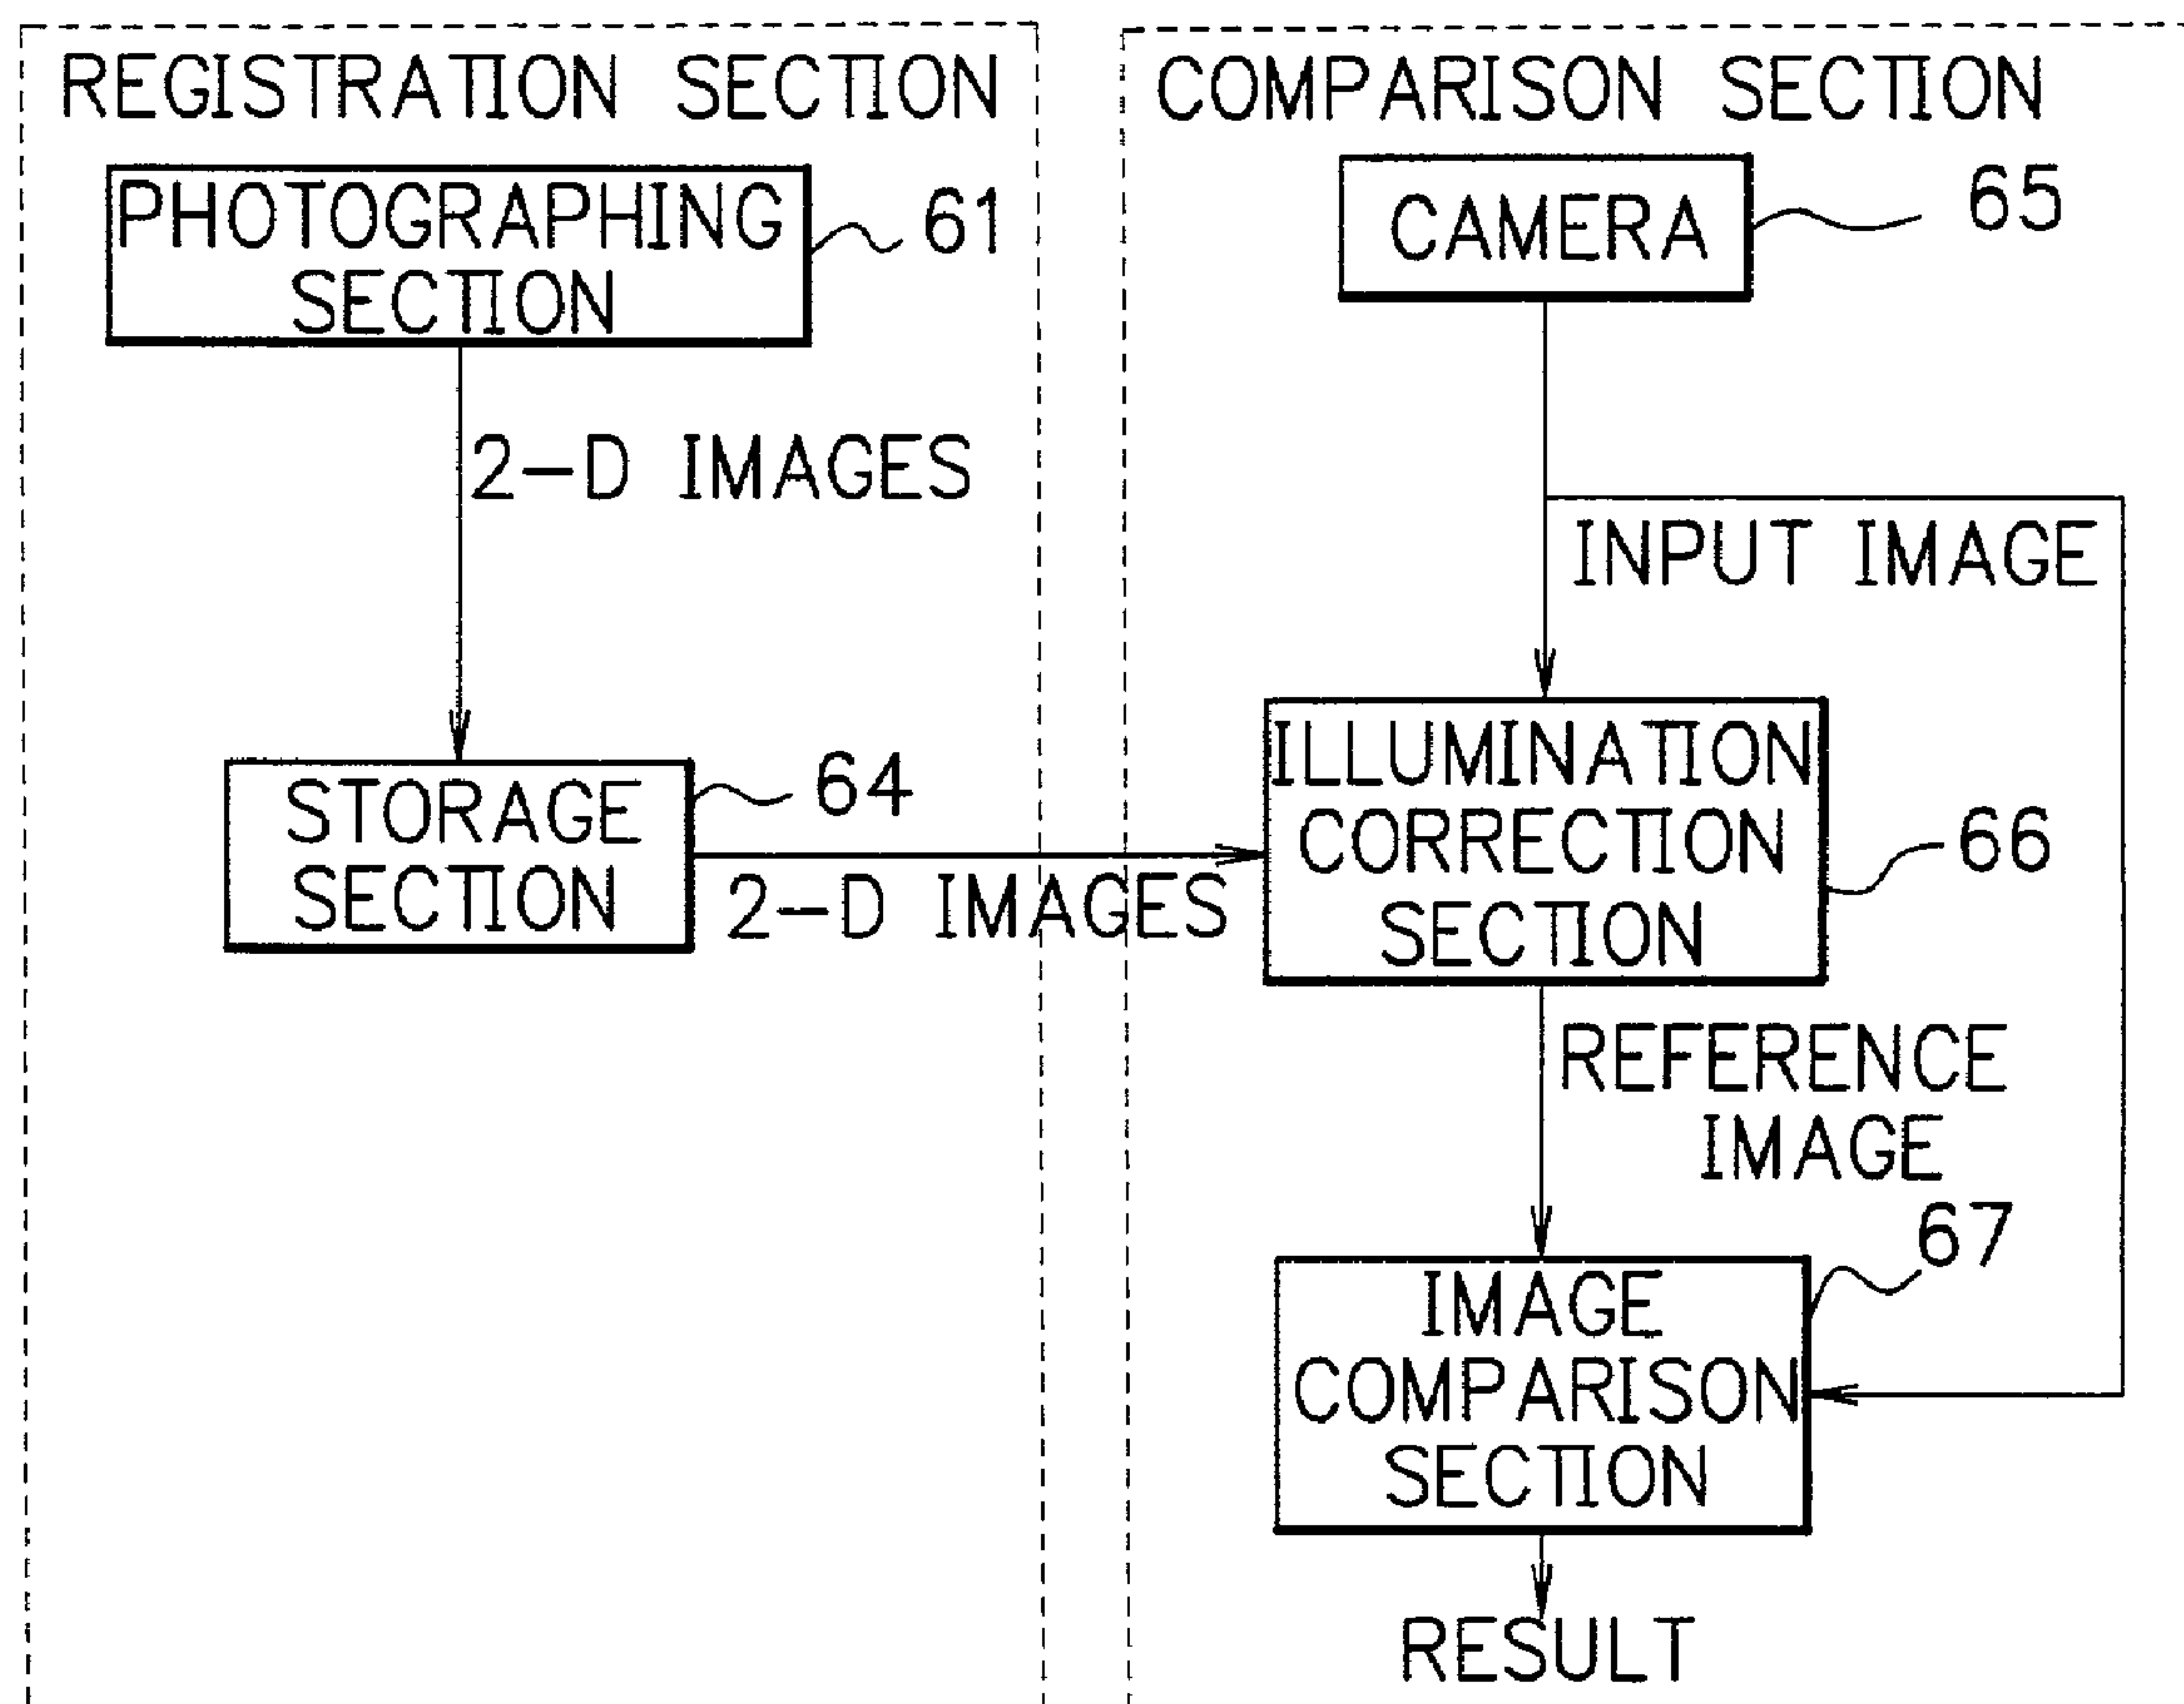 REGISTRATION SECTION
PHOTOGRAPHING
SECTION
61
2-D IMAGES
STORAGE
SECTION
64
2-D IMAGES
COMPARISON SECTION
CAMERA
65
INPUT IMAGE
ILLUMINATION
CORRECTION
SECTION
66
REFERENCE
IMAGE
67
IMAGE
COMPARISON
SECTION
RESULT